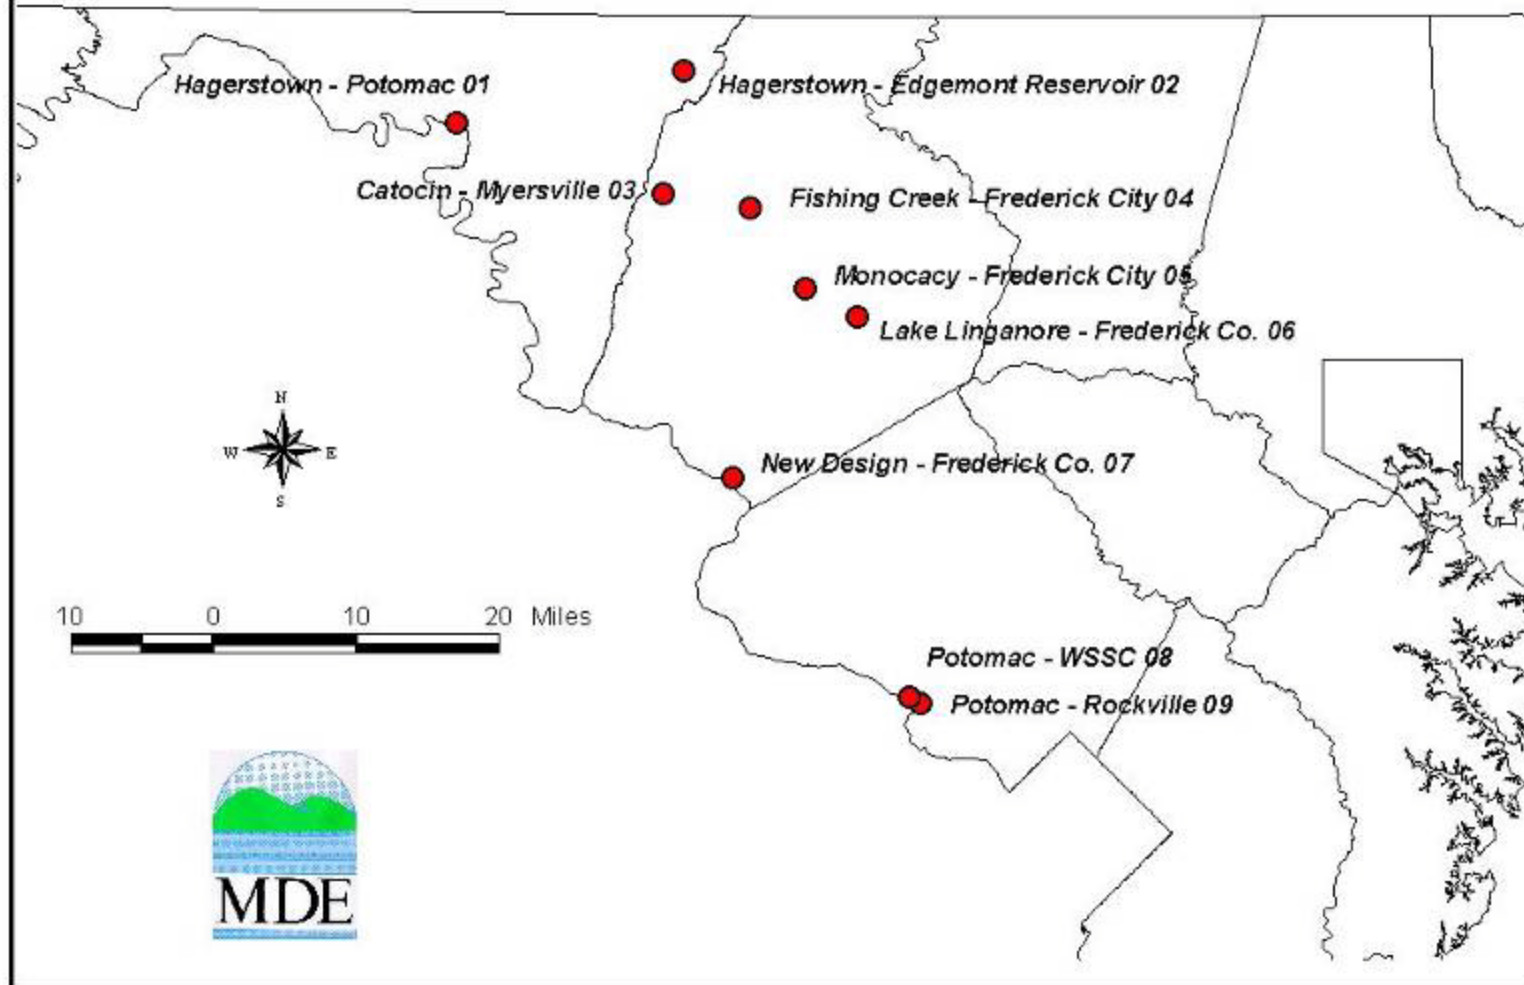 Hagerstown - Potomac 01
Hagerstown - Edgemont Reservoir 02
Catocin - Myersville 03
Fishing Creek - Frederick City 04
Monocacy - Frederick City 05
Lake Linganore - Frederick Co. 06
N
W E
S
New Design - Frederick Co. 07
10 0 10 20 Miles
Potomac - WSSC 08
Potomac - Rockville 09
MDE